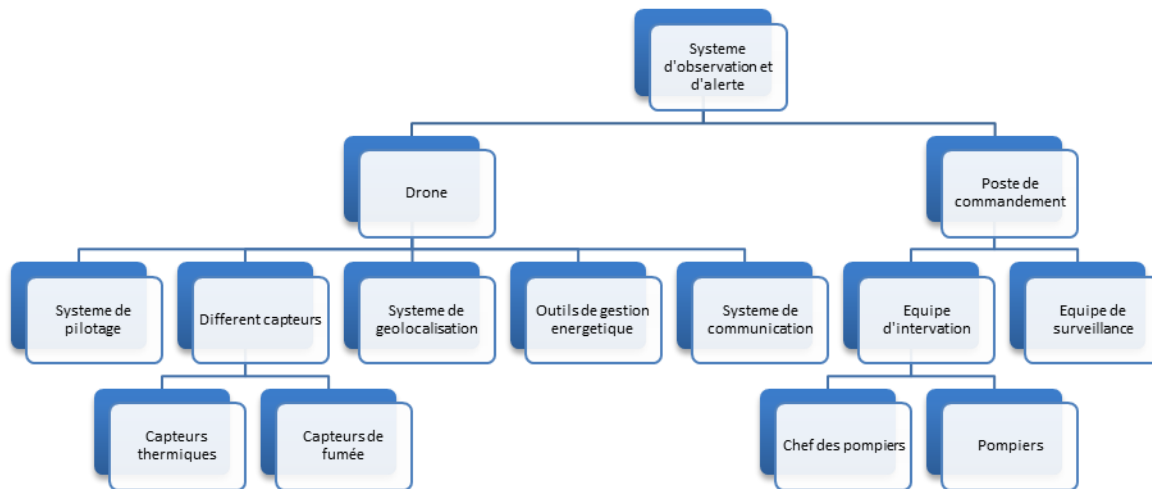 Systeme
d'observation et
d'alerte
Drone
Poste de
commandement
Systeme de
pilotage
Different capteurs
Systeme de
geolocalisation
Outils de gestion
energetique
Systeme de
communication
Equipe
d'intervation
Equipe de
surveillance
Capteurs
thermiques
Capteurs de
fumée
Chef des pompiers
Pompiers